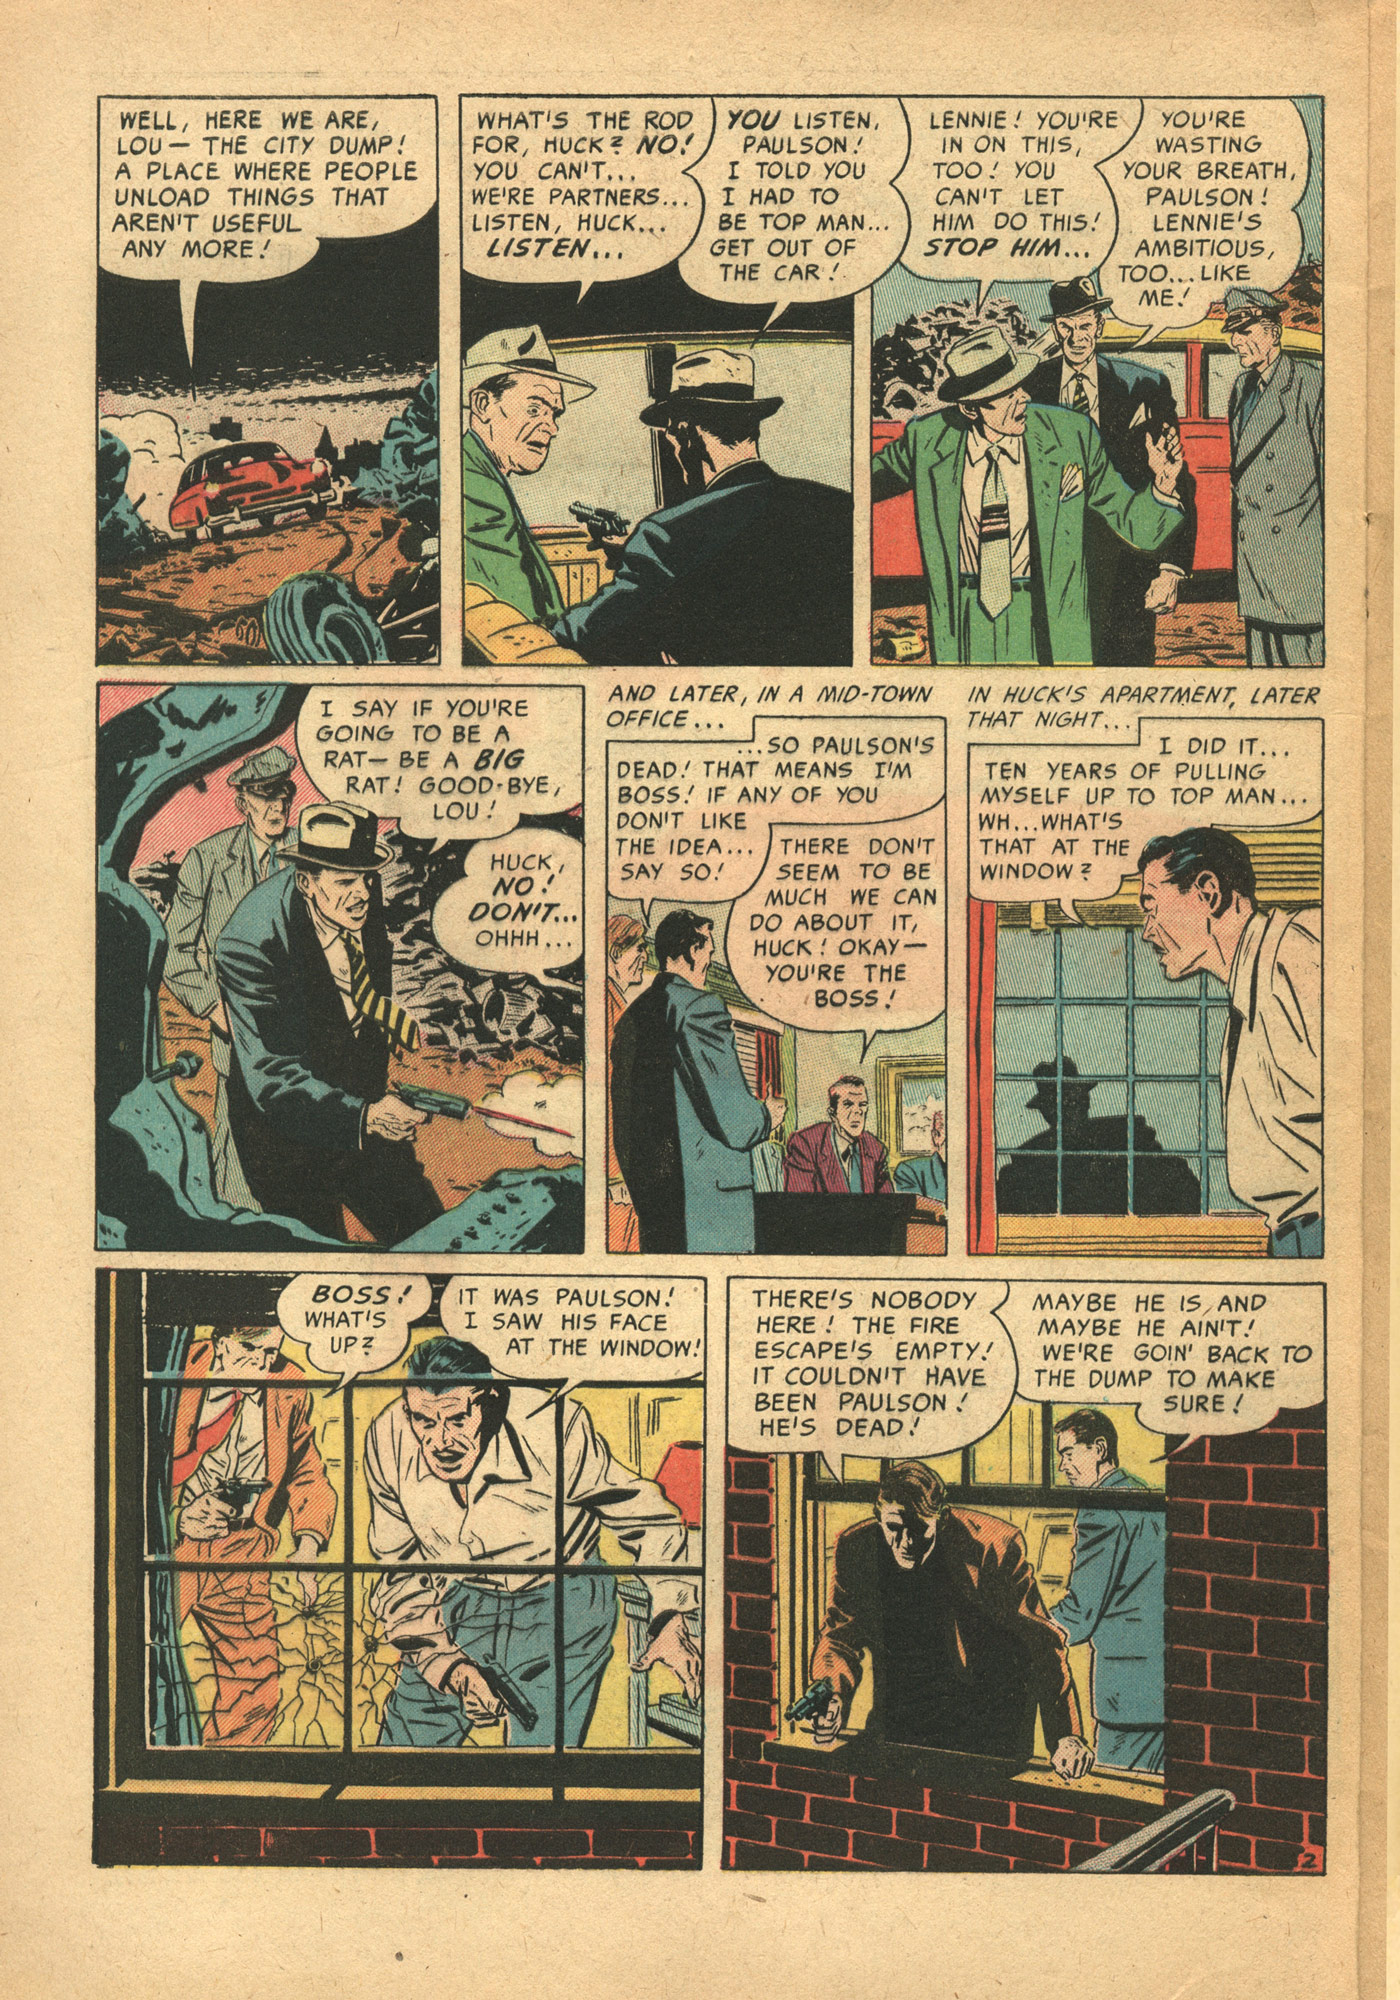 WELL, HERE WE ARE,
LOU— THE CITY DUMP!
A PLACE WHERE PEOPLE
UNLOAD THINGS THAT
AREN'T USEFUL
ANY MORE!
WHAT'S THE ROD
FOR, HUCK? NO!
YOU CAN'T...
WE'RE PARTNERS...
LISTEN, HUCK...
LISTEN...
YOU LISTEN,
PAULSON!
I TOLD YOU
I HAD TO
BE TOP MAN...
GET OUT OF
THE CAR!
LENNIE! YOU'RE
IN ON THIS,
TOO! YOU
CAN'T LET
HIM DO THIS!
STOP HIM...
YOU'RE
WASTING
YOUR BREATH,
PAULSON!
LENNIE'S
AMBITIOUS,
TOO...LIKE
ME!
I SAY IF YOU'RE
GOING TO BE A
RAT— BE A BIG
RAT! GOOD-BYE,
LOU!
HUCK,
NO!
DON'T...
OHHH...
AND LATER, IN A MID-TOWN
OFFICE...
...SO PAULSON'S
DEAD! THAT MEANS I'M
BOSS! IF ANY OF YOU
DON'T LIKE
THE IDEA...
SAY SO!
THERE DON'T
SEEM TO BE
MUCH WE CAN
DO ABOUT IT,
HUCK! OKAY—
YOU'RE THE
BOSS!
IN HUCK'S APARTMENT, LATER
THAT NIGHT...
I DID IT...
TEN YEARS OF PULLING
MYSELF UP TO TOP MAN...
WH...WHAT'S
THAT AT THE
WINDOW?
BOSS!
WHAT'S
UP?
IT WAS PAULSON!
I SAW HIS FACE
AT THE WINDOW!
THERE'S NOBODY
HERE! THE FIRE
ESCAPE'S EMPTY!
IT COULDN'T HAVE
BEEN PAULSON!
HE'S DEAD!
MAYBE HE IS, AND
MAYBE HE AIN'T!
WE'RE GOIN' BACK TO
THE DUMP TO MAKE
SURE!
2